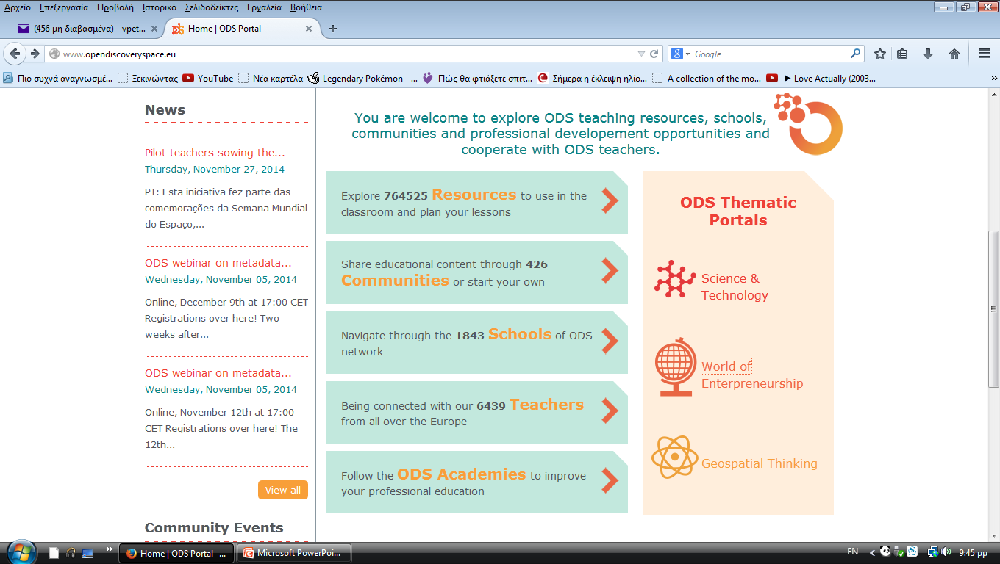 Αρχείο Επεξεργασία Προβολή Ιστορικό Σελιδοδείκτες Εργαλεία Βοήθεια
(456 μη διαβασμένα) - vpet...
Home | ODS Portal
www.opendiscoveryspace.eu
Google
Πιο συχνά αναγνωσμέ...
Ξεκινώντας
YouTube
Νέα καρτέλα
Legendary Pokémon - ...
Πώς θα φτιάξετε σπιτ...
Σήμερα η έκλειψη ηλίο...
A collection of the mo...
► Love Actually (2003...
News
Pilot teachers sowing the...
Thursday, November 27, 2014
PT: Esta iniciativa fez parte das
comemorações da Semana Mundial
do Espaço,...
ODS webinar on metadata...
Wednesday, November 05, 2014
Online, December 9th at 17:00 CET
Registrations over here! Two
weeks after...
ODS webinar on metadata...
Wednesday, November 05, 2014
Online, November 12th at 17:00
CET Registrations over here! The
12th...
View all
Community Events
You are welcome to explore ODS teaching resources, schools,
communities and professional developement opportunities and
cooperate with ODS teachers.
Explore 764525 Resources to use in the
classroom and plan your lessons
Share educational content through 426
Communities or start your own
Navigate through the 1843 Schools of ODS
network
Being connected with our 6439 Teachers
from all over the Europe
Follow the ODS Academies to improve
your professional education
ODS Thematic
Portals
Science &
Technology
World of
Enterpreneurship
Geospatial Thinking
Home | ODS Portal -...
Microsoft PowerPoi...
EN
9:45 μμ